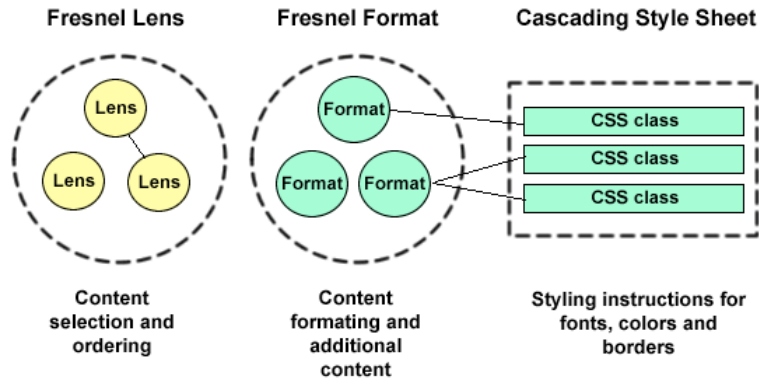 Fresnel Lens
Fresnel Format
Cascading Style Sheet
Lens
Lens
Lens
Format
Format
Format
CSS class
CSS class
CSS class
Content
selection and
ordering
Content
formating and
additional
content
Styling instructions for
fonts, colors and
borders